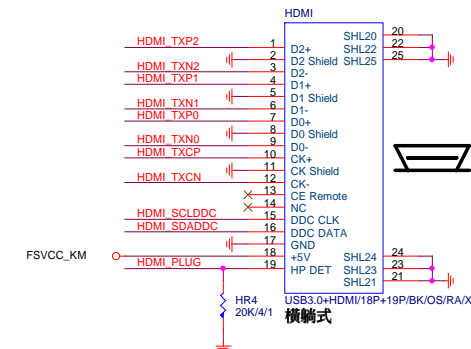 HDMI
HDMI_TXP2 1 D2+ SHL20 20
2 D2 Shield SHL22 22
HDMI_TXN2 3 D2- SHL25 25
HDMI_TXP1 4 D1+
5 D1 Shield
HDMI_TXN1 6 D1-
HDMI_TXP0 7 D0+
8 D0 Shield
HDMI_TXN0 9 D0-
HDMI_TXCP 10 CK+
11 CK Shield
HDMI_TXCN 12 CK-
13 CE Remote
14 NC
HDMI_SCLDDC 15 DDC CLK
HDMI_SDADDC 16 DDC DATA
17 GND
FSVCC_KM 18 +5V SHL24 24
HDMI_PLUG 19 HP DET SHL23 23
SHL21 21
HR4 USB3.0+HDMI/18P+19P/BK/OS/RA/X
20K/4/1 橫躺式